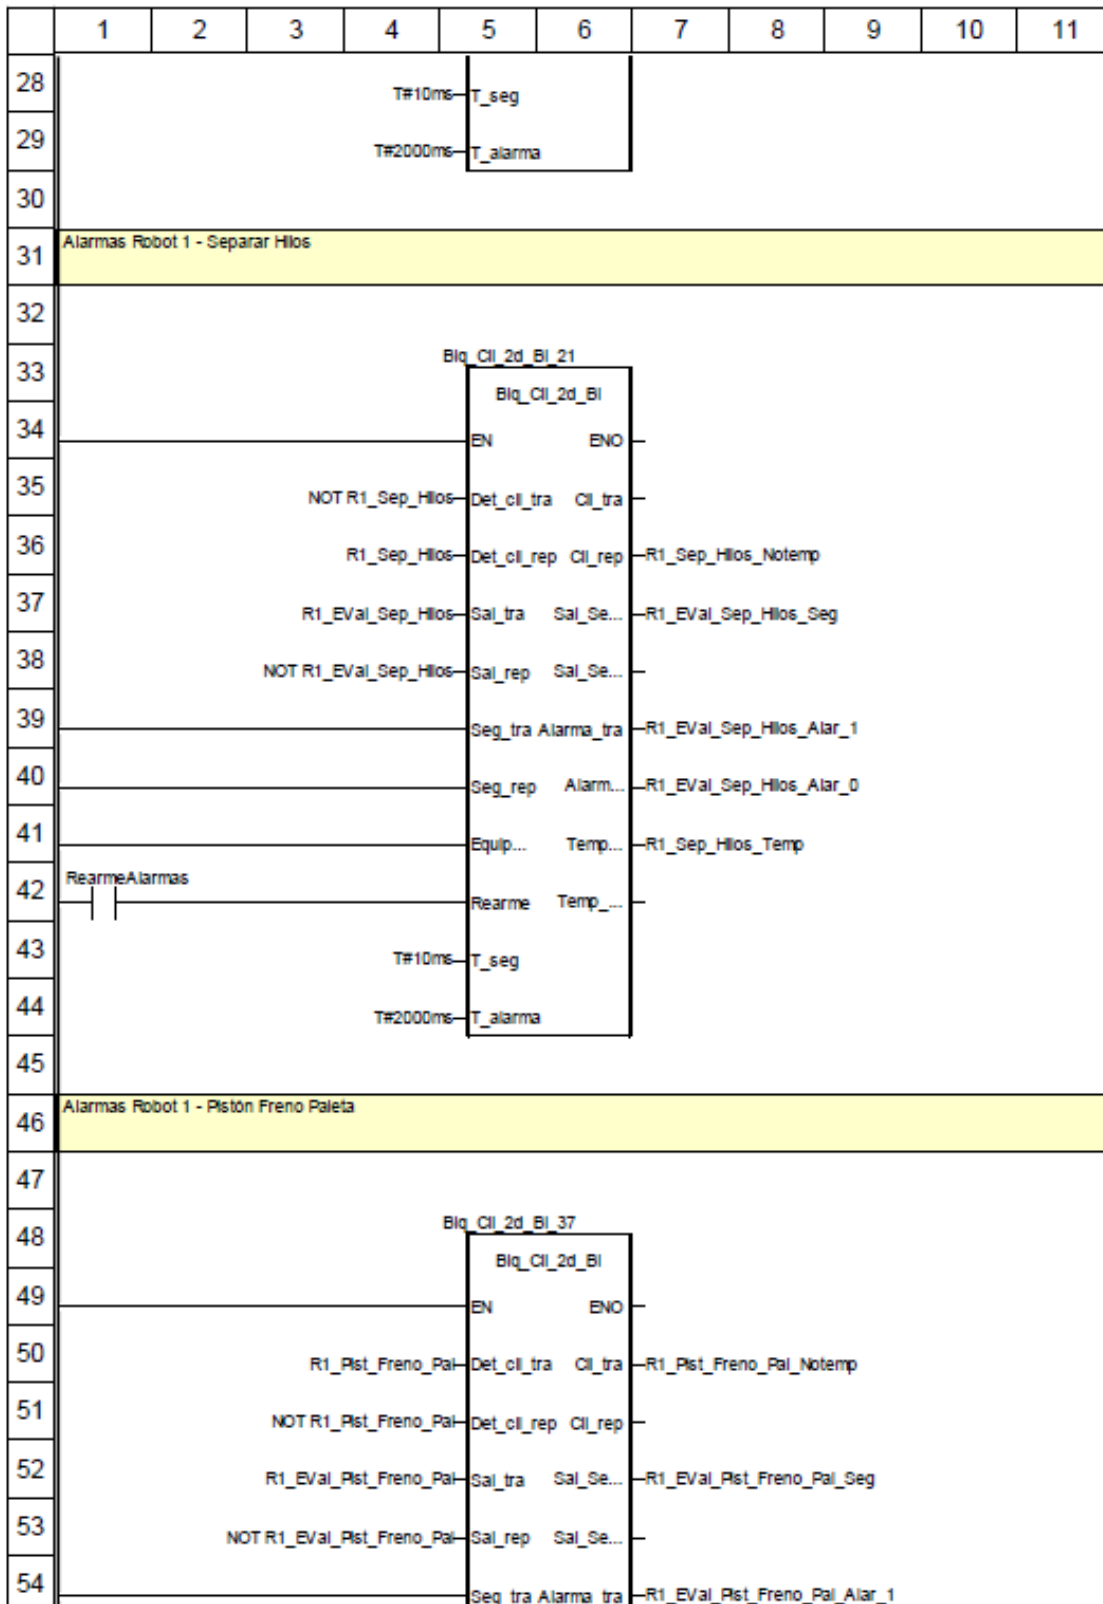 1 2 3 4 5 6 7 8 9 10 11
28 T#10ms T_seg
29 T#2000ms T_alarma
30
31 Alarmas Robot 1 - Separar Hilos
32
Blq_Cil_2d_Bi_21
33 Blq_Cil_2d_Bi
34 EN ENO
35 NOT R1_Sep_Hilos Det_cil_tra Cil_tra
36 R1_Sep_Hilos Det_cil_rep Cil_rep R1_Sep_Hilos_Notemp
37 R1_EVal_Sep_Hilos Sal_tra Sal_Se... R1_EVal_Sep_Hilos_Seg
38 NOT R1_EVal_Sep_Hilos Sal_rep Sal_Se...
39 Seg_tra Alarma_tra R1_EVal_Sep_Hilos_Alar_1
40 Seg_rep Alarm... R1_EVal_Sep_Hilos_Alar_0
41 Equip... Temp... R1_Sep_Hilos_Temp
42 RearmeAlarmas Rearme Temp_...
43 T#10ms T_seg
44 T#2000ms T_alarma
45
46 Alarmas Robot 1 - Pistón Freno Paleta
47
Blq_Cil_2d_Bi_37
48 Blq_Cil_2d_Bi
49 EN ENO
50 R1_Pist_Freno_Pal Det_cil_tra Cil_tra R1_Pist_Freno_Pal_Notemp
51 NOT R1_Pist_Freno_Pal Det_cil_rep Cil_rep
52 R1_EVal_Pist_Freno_Pal Sal_tra Sal_Se... R1_EVal_Pist_Freno_Pal_Seg
53 NOT R1_EVal_Pist_Freno_Pal Sal_rep Sal_Se...
54 Seg_tra Alarma_tra R1_EVal_Pist_Freno_Pal_Alar_1